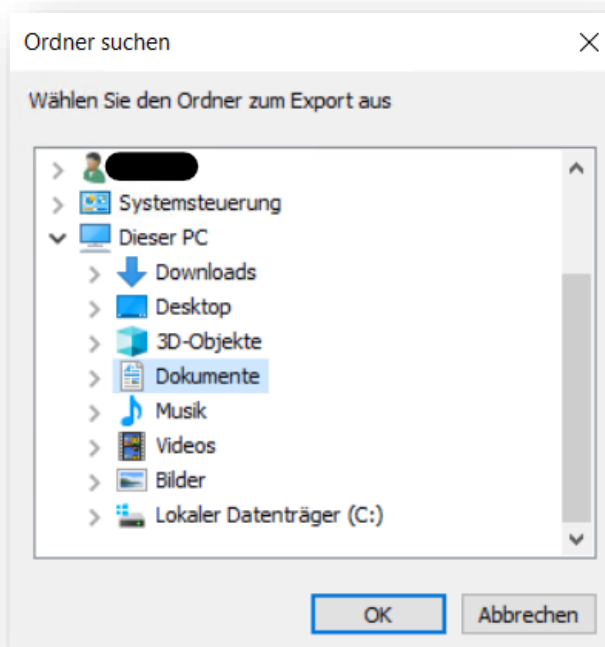 Ordner suchen
Wählen Sie den Ordner zum Export aus
Systemsteuerung
Dieser PC
Downloads
Desktop
3D-Objekte
Dokumente
Musik
Videos
Bilder
Lokaler Datenträger (C:)
OK
Abbrechen